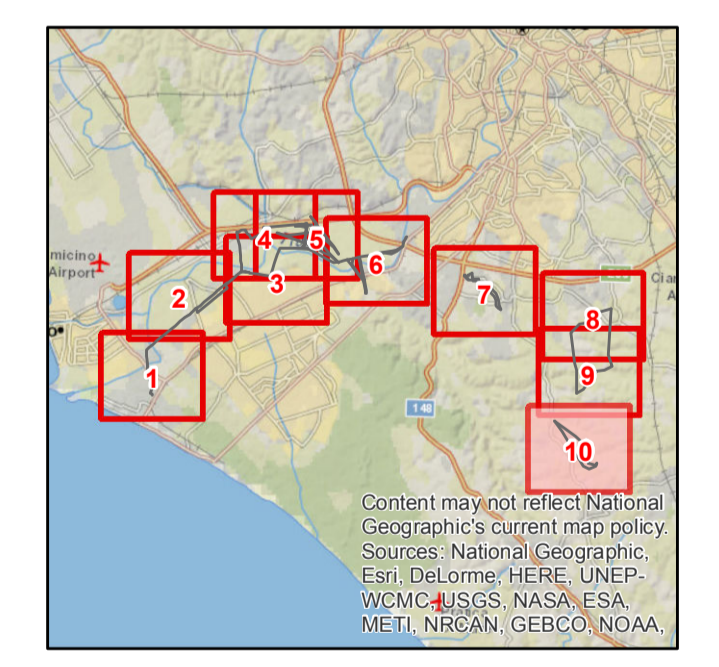 4
5
6
micino
Airport
3
2
7
Cia
A
8
1
9
148
10
Content may not reflect National
Geographic's current map policy.
Sources: National Geographic,
Esri, DeLorme, HERE, UNEP-
WCMC, USGS, NASA, ESA,
METI, NRCAN, GEBCO, NOAA,